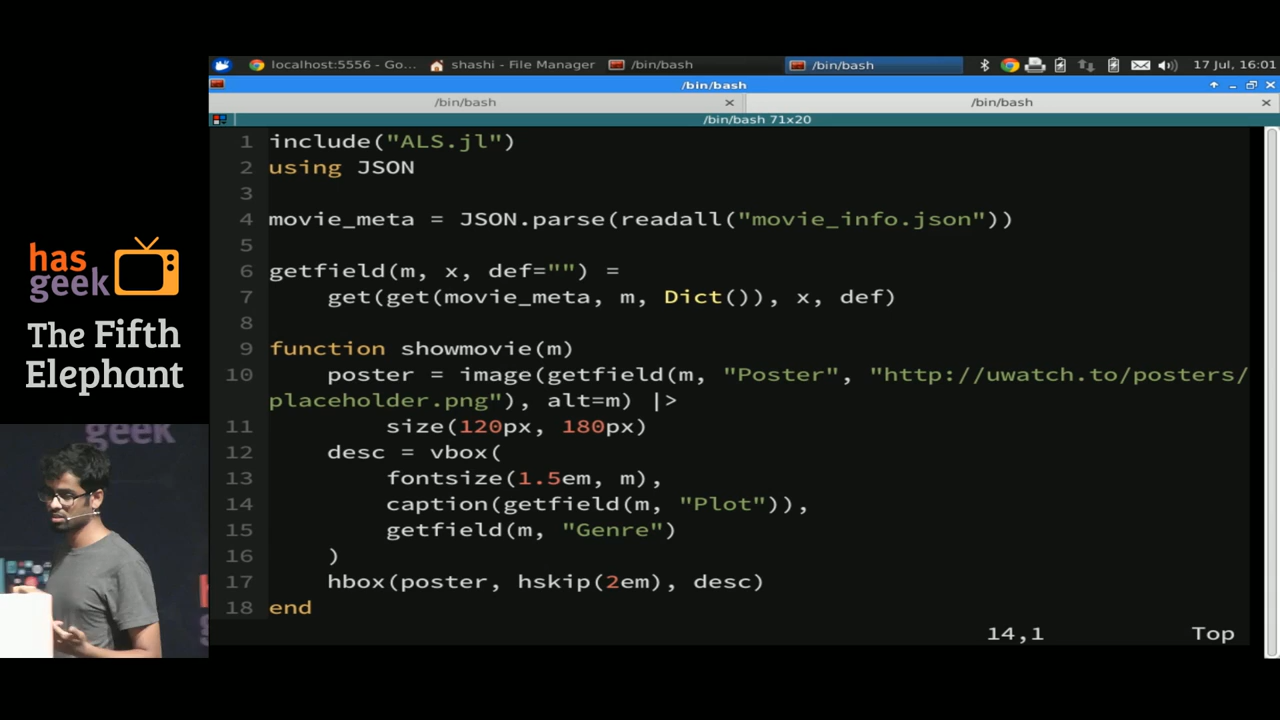 localhost:5556 - Go...
shashi - File Manager
/bin/bash
/bin/bash
17 Jul, 16:01
/bin/bash
/bin/bash
/bin/bash
/bin/bash 71x20
1 include("ALS.jl")
2 using JSON
3
4 movie_meta = JSON.parse(readall("movie_info.json"))
5
6 getfield(m, x, def="") =
7 get(get(movie_meta, m, Dict()), x, def)
8
9 function showmovie(m)
10 poster = image(getfield(m, "Poster", "http://uwatch.to/posters/
placeholder.png"), alt=m) |>
11 size(120px, 180px)
12 desc = vbox(
13 fontsize(1.5em, m),
14 caption(getfield(m, "Plot")),
15 getfield(m, "Genre")
16 )
17 hbox(poster, hskip(2em), desc)
18 end
14,1 Top
has
geek
The Fifth
Elephant
geek